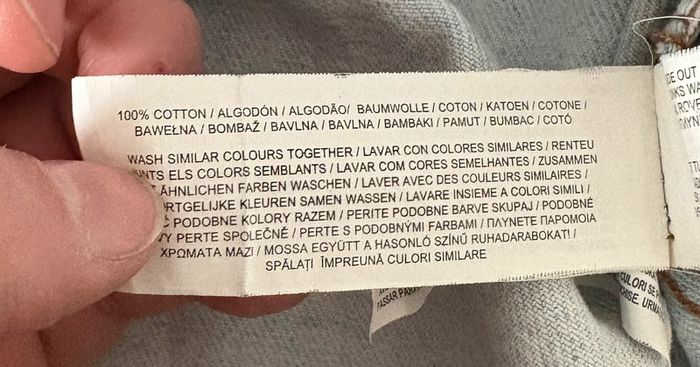 100% COTTON / ALGODÓN / ALGODÃO/ BAUMWOLLE / COTON / KATOEN / COTONE /
BAWEŁNA / BOMBAŽ / BAVLNA / BAVLNA / BAMBAKI / PAMUT / BUMBAC / COTÓ
WASH SIMILAR COLOURS TOGETHER / LAVAR CON COLORES SIMILARES / RENTEU
ELS COLORS SEMBLANTS / LAVAR COM CORES SEMELHANTES / ZUSAMMEN
ÄHNLICHEN FARBEN WASCHEN / LAVER AVEC DES COULEURS SIMILAIRES /
KLEUREN SAMEN WASSEN / LAVARE INSIEME A COLORI SIMILI /
PODOBNE KOLORY RAZEM / PERITE PODOBNE BARVE SKUPAJ / PODOBNÉ
PERTE SPOLEČNĚ / PERTE S PODOBNÝMI FARBAMI / ΠΛΥΝΕΤΕ ΠΑΡΟΜΟΙΑ
ΧΡΩΜΑΤΑ ΜΑΖΙ / MOSSA EGYÜTT A HASONLÓ SZÍNŰ RUHADARABOKAT! /
SPĂLAȚI ÎMPREUNĂ CULORI SIMILARE
OUT